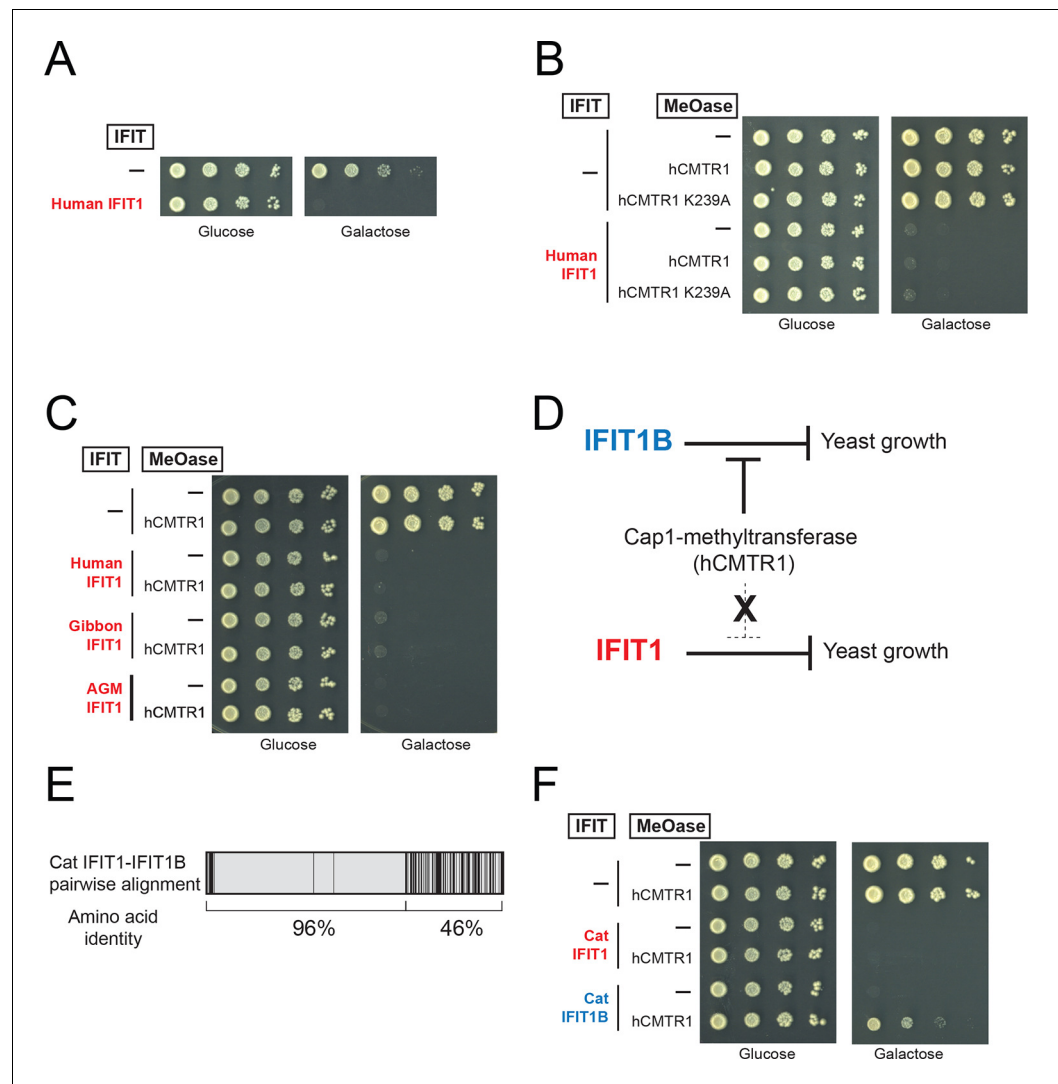 A
IFIT
—
Human IFIT1
Glucose
Galactose
B
IFIT
MeOase
—
—
hCMTR1
hCMTR1 K239A
Human
IFIT1
—
hCMTR1
hCMTR1 K239A
Glucose
Galactose
C
IFIT
MeOase
—
—
hCMTR1
Human
IFIT1
—
hCMTR1
Gibbon
IFIT1
—
hCMTR1
AGM
IFIT1
—
hCMTR1
Glucose
Galactose
D
IFIT1B
Yeast growth
Cap1-methyltransferase
(hCMTR1)
X
IFIT1
Yeast growth
E
Cat IFIT1-IFIT1B
pairwise alignment
Amino acid
identity
96%
46%
F
IFIT
MeOase
—
—
hCMTR1
Cat
IFIT1
—
hCMTR1
Cat
IFIT1B
—
hCMTR1
Glucose
Galactose